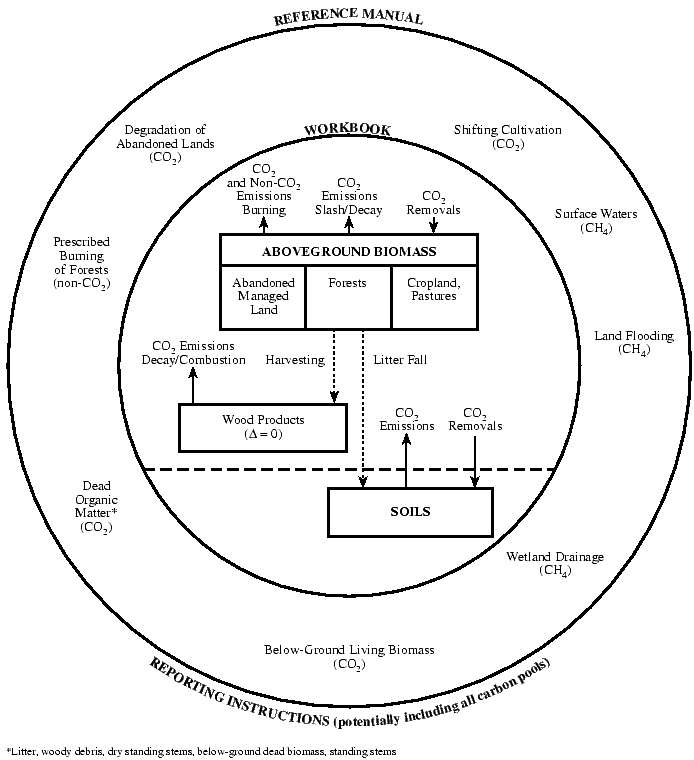 REFERENCE MANUAL
WORKBOOK
Degradation of
Abandoned Lands
(CO₂)
Shifting Cultivation
(CO₂)
CO₂
and Non-CO₂
Emissions
Burning
CO₂
Emissions
Slash/Decay
CO₂
Removals
Surface Waters
(CH₄)
Prescribed
Burning
of Forests
(non-CO₂)
ABOVEGROUND BIOMASS
Abandoned
Managed
Land
Forests
Cropland,
Pastures
Land Flooding
(CH₄)
CO₂ Emissions
Decay/Combustion
Harvesting
Litter Fall
Wood Products
(Δ = 0)
CO₂
Emissions
CO₂
Removals
Dead
Organic
Matter*
(CO₂)
SOILS
Wetland Drainage
(CH₄)
Below-Ground Living Biomass
(CO₂)
REPORTING INSTRUCTIONS (potentially including all carbon pools)
*Litter, woody debris, dry standing stems, below-ground dead biomass, standing stems